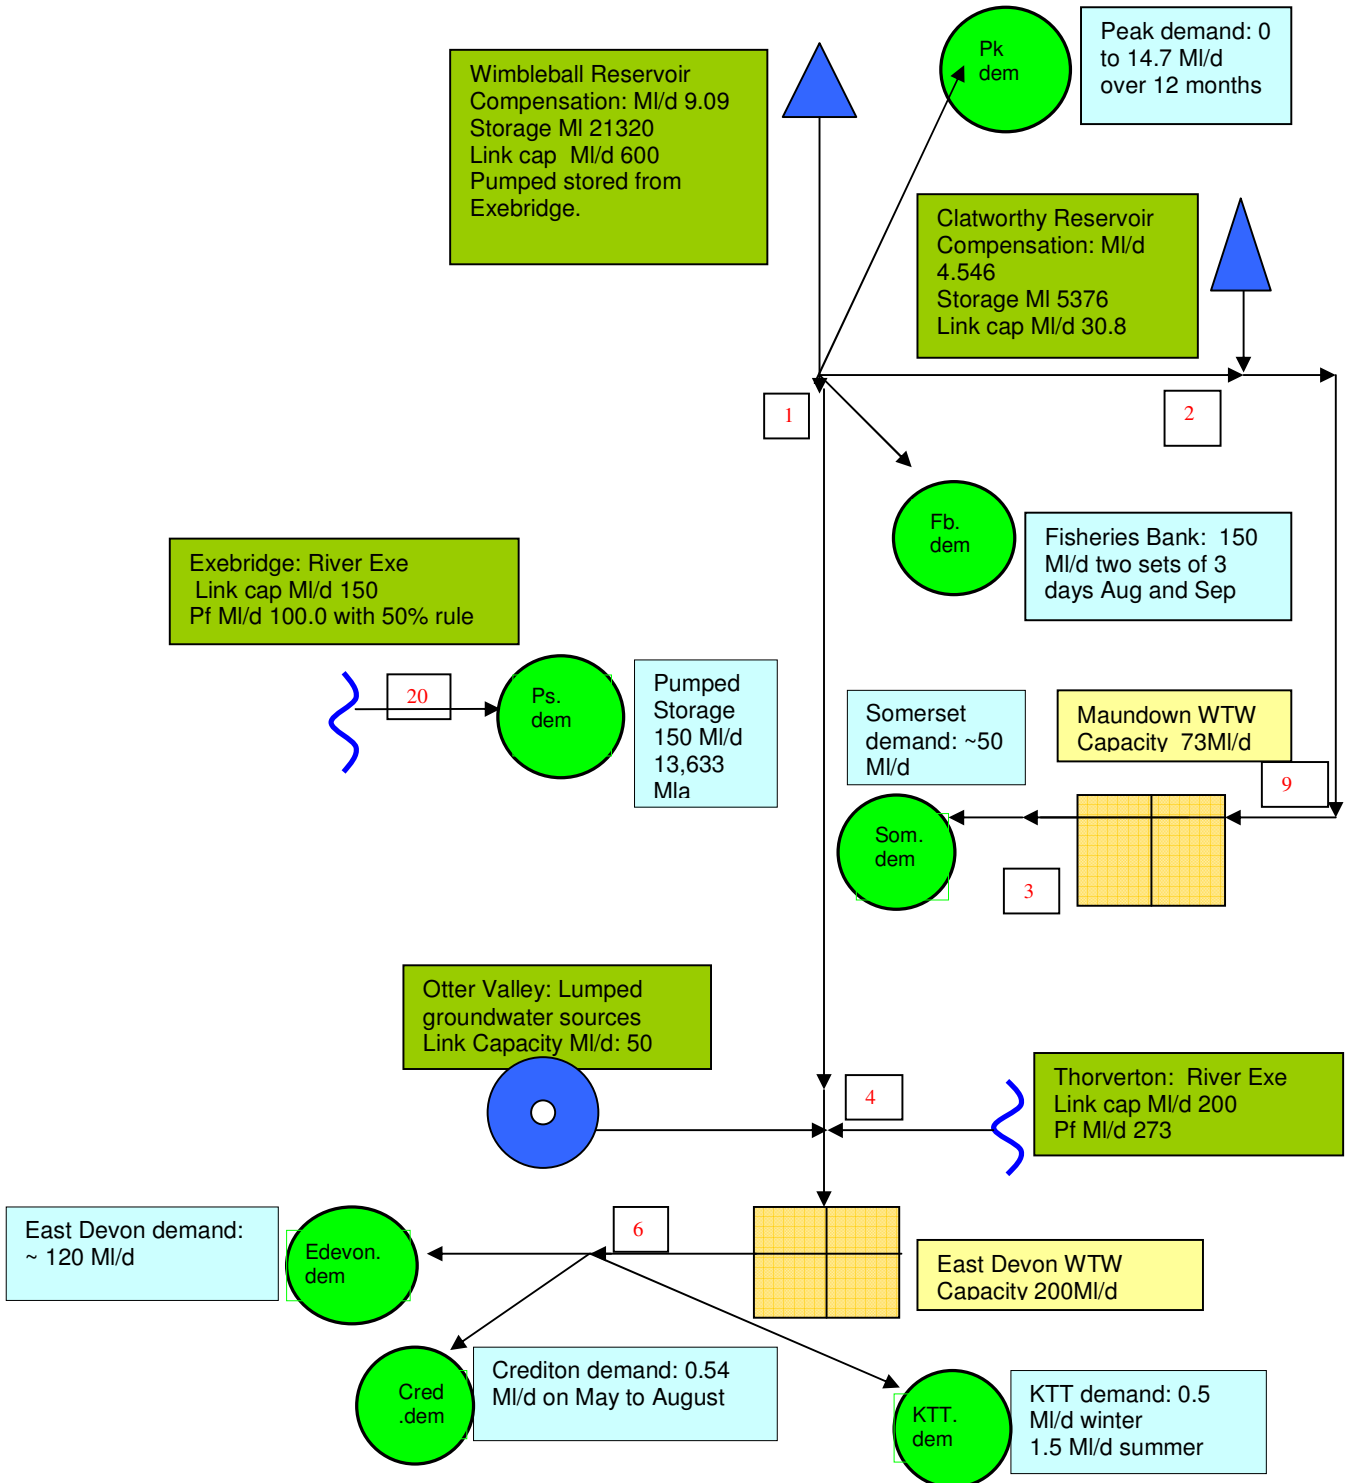 Pk
dem
Peak demand: 0
to 14.7 Ml/d
over 12 months
Wimbleball Reservoir
Compensation: Ml/d 9.09
Storage Ml 21320
Link cap  Ml/d 600
Pumped stored from
Exebridge.
Clatworthy Reservoir
Compensation: Ml/d
4.546
Storage Ml 5376
Link cap Ml/d 30.8
1
2
Fb.
dem
Fisheries Bank:  150
Ml/d two sets of 3
days Aug and Sep
Exebridge: River Exe
Link cap Ml/d 150
Pf Ml/d 100.0 with 50% rule
20
Ps.
dem
Pumped
Storage
150 Ml/d
13,633
Mla
Somerset
demand: ~50
Ml/d
Maundown WTW
Capacity  73Ml/d
9
Som.
dem
3
Otter Valley: Lumped
groundwater sources
Link Capacity Ml/d: 50
4
Thorverton:  River Exe
Link cap Ml/d 200
Pf Ml/d 273
East Devon demand:
~ 120 Ml/d
Edevon.
dem
6
East Devon WTW
Capacity 200Ml/d
Cred
.dem
Crediton demand: 0.54
Ml/d on May to August
KTT.
dem
KTT demand: 0.5
Ml/d winter
1.5 Ml/d summer